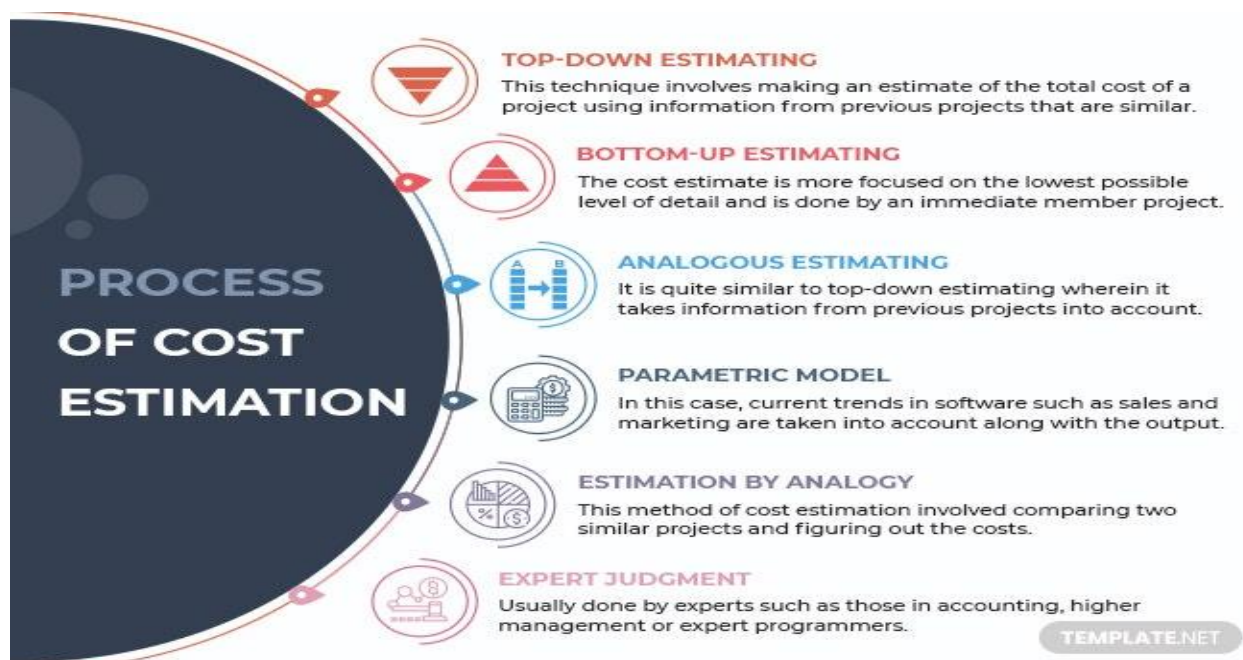 PROCESS
OF COST
ESTIMATION
TOP-DOWN ESTIMATING
This technique involves making an estimate of the total cost of a
project using information from previous projects that are similar.
BOTTOM-UP ESTIMATING
The cost estimate is more focused on the lowest possible
level of detail and is done by an immediate member project.
A B
ANALOGOUS ESTIMATING
It is quite similar to top-down estimating wherein it
takes information from previous projects into account.
$
PARAMETRIC MODEL
In this case, current trends in software such as sales and
marketing are taken into account along with the output.
% $
ESTIMATION BY ANALOGY
This method of cost estimation involved comparing two
similar projects and figuring out the costs.
$
EXPERT JUDGMENT
Usually done by experts such as those in accounting, higher
management or expert programmers.
TEMPLATE.NET